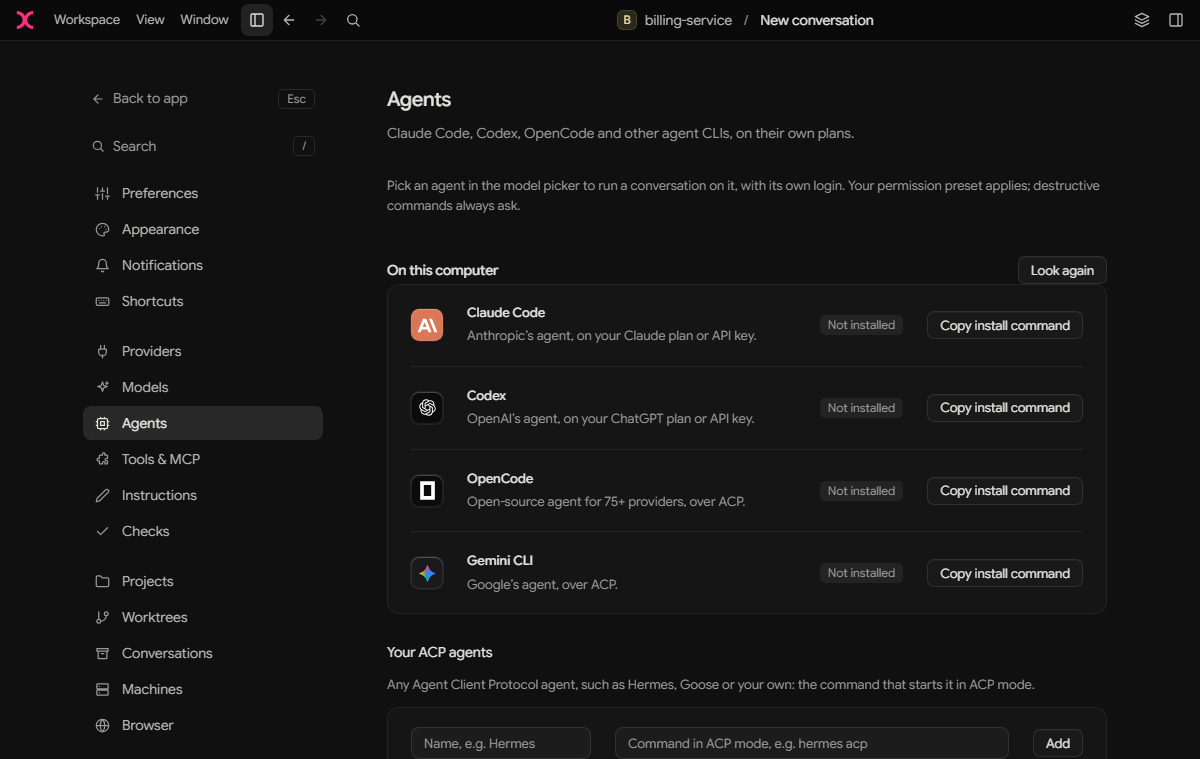 Workspace View Window
B billing-service / New conversation
Back to app Esc
Search /
Preferences
Appearance
Notifications
Shortcuts
Providers
Models
Agents
Tools & MCP
Instructions
Checks
Projects
Worktrees
Conversations
Machines
Browser
Agents
Claude Code, Codex, OpenCode and other agent CLIs, on their own plans.
Pick an agent in the model picker to run a conversation on it, with its own login. Your permission preset applies; destructive
commands always ask.
On this computer
Look again
Claude Code
Anthropic's agent, on your Claude plan or API key.
Not installed
Copy install command
Codex
OpenAI's agent, on your ChatGPT plan or API key.
Not installed
Copy install command
OpenCode
Open-source agent for 75+ providers, over ACP.
Not installed
Copy install command
Gemini CLI
Google's agent, over ACP.
Not installed
Copy install command
Your ACP agents
Any Agent Client Protocol agent, such as Hermes, Goose or your own: the command that starts it in ACP mode.
Name, e.g. Hermes
Command in ACP mode, e.g. hermes acp
Add